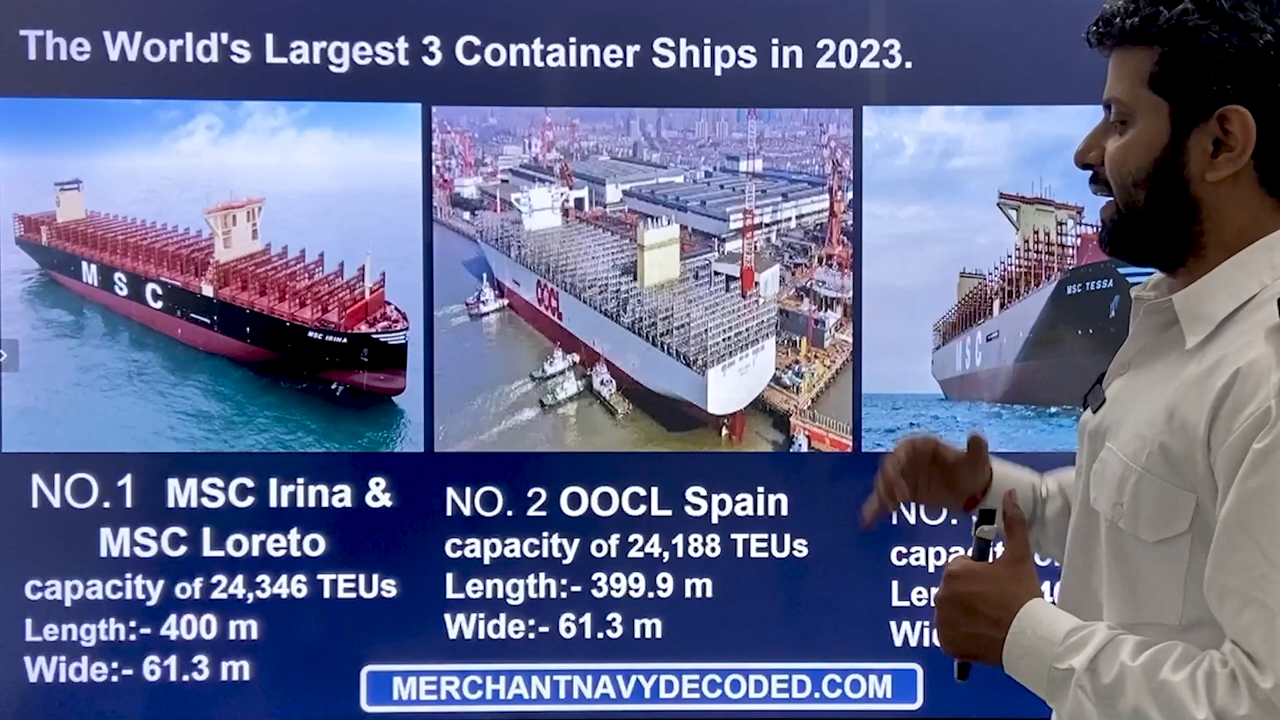 The World's Largest 3 Container Ships in 2023.
MSC
MSC IRINA
OOCL
MSC TESSA
MSC
NO.1 MSC Irina &
MSC Loreto
capacity of 24,346 TEUs
Length:- 400 m
Wide:- 61.3 m
NO. 2 OOCL Spain
capacity of 24,188 TEUs
Length:- 399.9 m
Wide:- 61.3 m
NO.
MERCHANTNAVYDECODED.COM